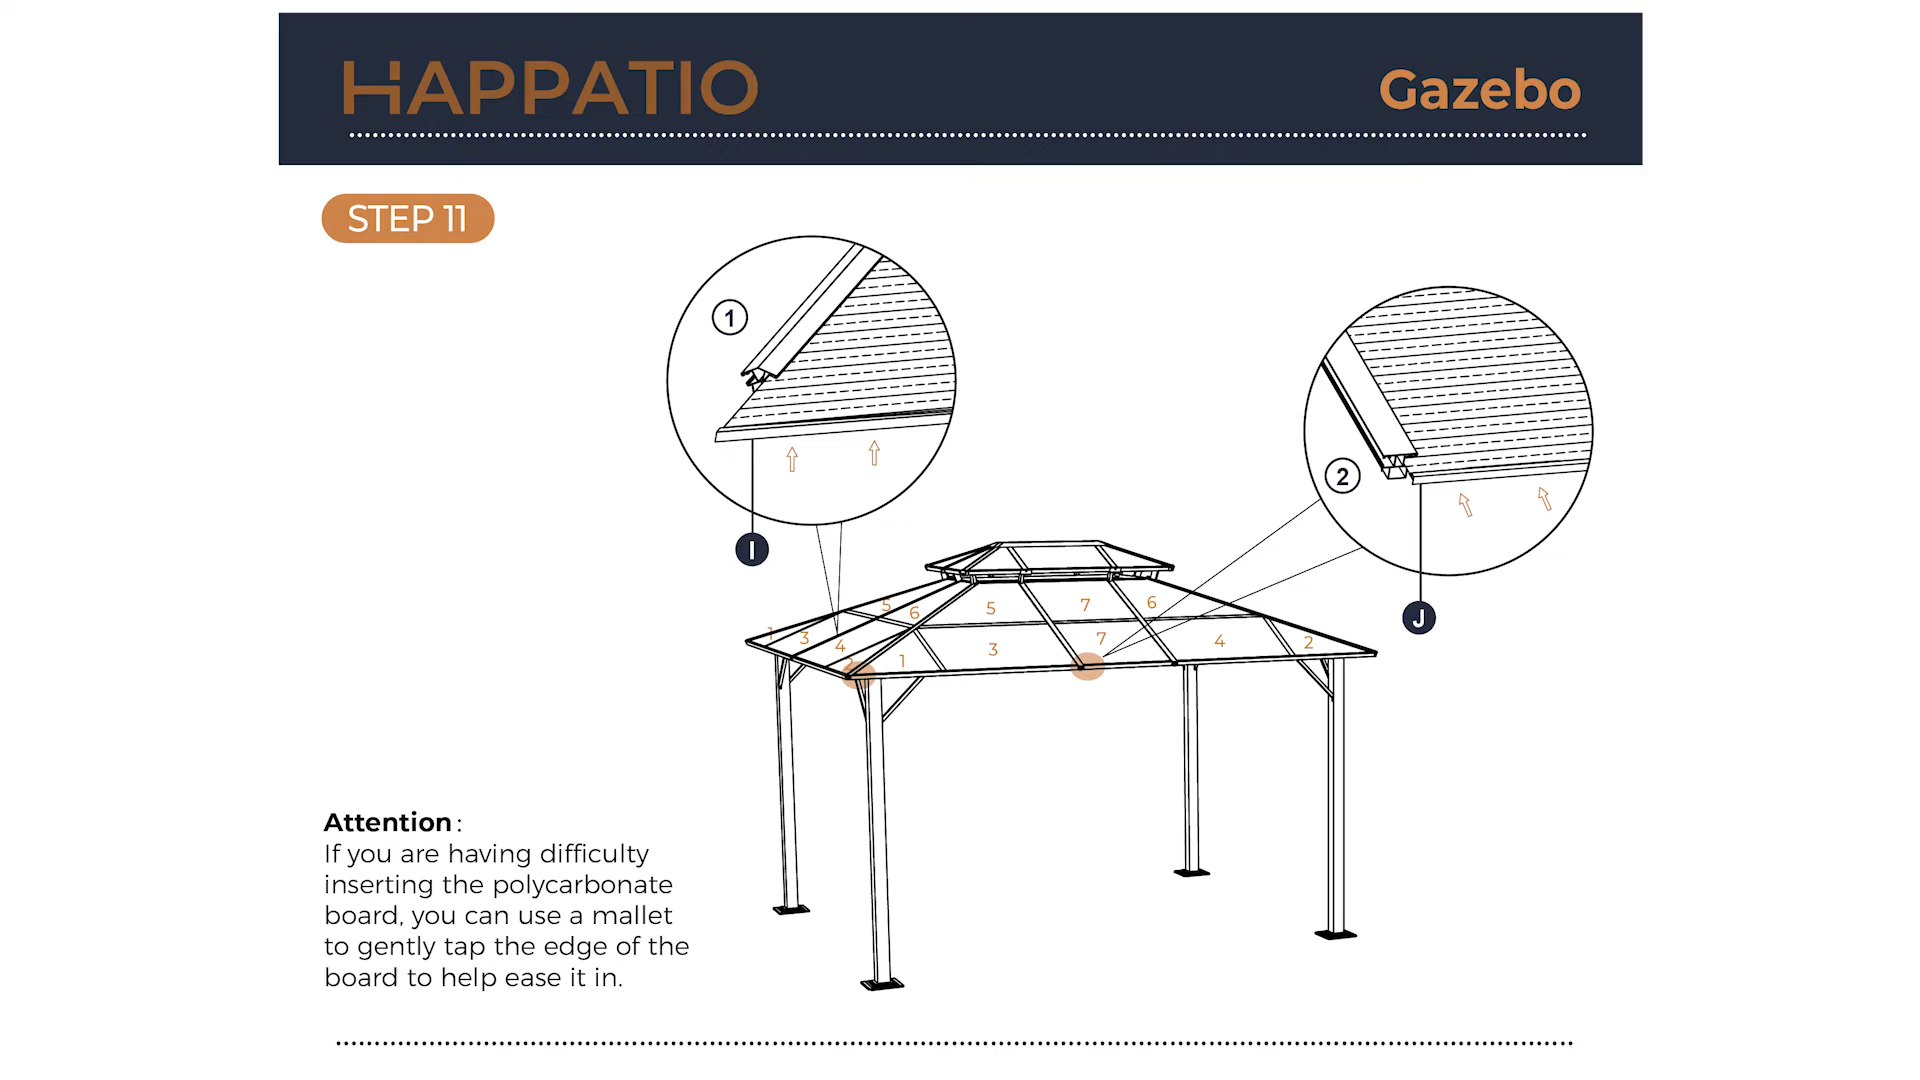 HAPPATIO
Gazebo
STEP 11
1
2
I
J
5
6
5
7
6
1
3
4
1
3
7
4
2
Attention:
If you are having difficulty
inserting the polycarbonate
board, you can use a mallet
to gently tap the edge of the
board to help ease it in.